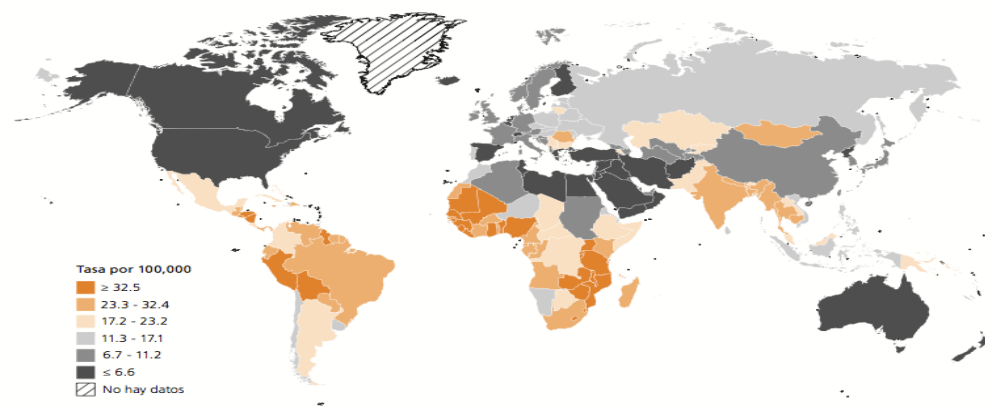 Tasa por 100,000
≥ 32.5
23.3 - 32.4
17.2 - 23.2
11.3 - 17.1
6.7 - 11.2
≤ 6.6
No hay datos